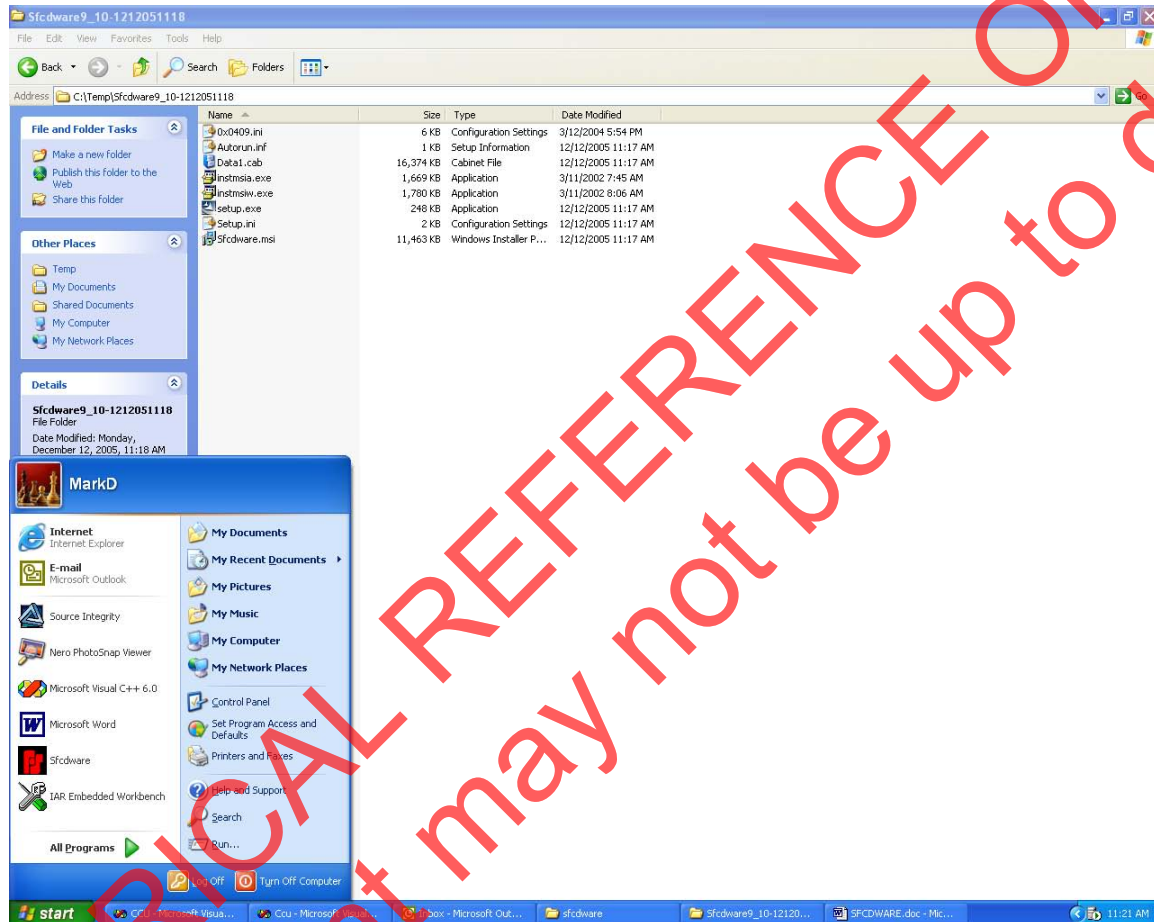 Sfcdware9_10-1212051118
File Edit View Favorites Tools Help
Back Search Folders
Address C:\Temp\Sfcdware9_10-1212051118 Go
Name Size Type Date Modified
0x0409.ini 6 KB Configuration Settings 3/12/2004 5:54 PM
Autorun.inf 1 KB Setup Information 12/12/2005 11:17 AM
Data1.cab 16,374 KB Cabinet File 12/12/2005 11:17 AM
instmsia.exe 1,669 KB Application 3/11/2002 7:45 AM
instmsiw.exe 1,780 KB Application 3/11/2002 8:06 AM
setup.exe 248 KB Application 12/12/2005 11:17 AM
Setup.ini 2 KB Configuration Settings 12/12/2005 11:17 AM
Sfcdware.msi 11,463 KB Windows Installer P... 12/12/2005 11:17 AM
File and Folder Tasks
Make a new folder
Publish this folder to the
Web
Share this folder
Other Places
Temp
My Documents
Shared Documents
My Computer
My Network Places
Details
Sfcdware9_10-1212051118
File Folder
Date Modified: Monday,
December 12, 2005, 11:18 AM
MarkD
Internet
Internet Explorer
E-mail
Microsoft Outlook
Source Integrity
Nero PhotoSnap Viewer
Microsoft Visual C++ 6.0
Microsoft Word
Sfcdware
IAR Embedded Workbench
All Programs
My Documents
My Recent Documents
My Pictures
My Music
My Computer
My Network Places
Control Panel
Set Program Access and
Defaults
Printers and Faxes
Help and Support
Search
Run...
Log Off Turn Off Computer
start CCU - Microsoft Visua... Ccu - Microsoft Visual... Inbox - Microsoft Out... sfcdware Sfcdware9_10-12120... SFCDWARE.doc - Mic... 11:21 AM
REFERENCE
may not be up to